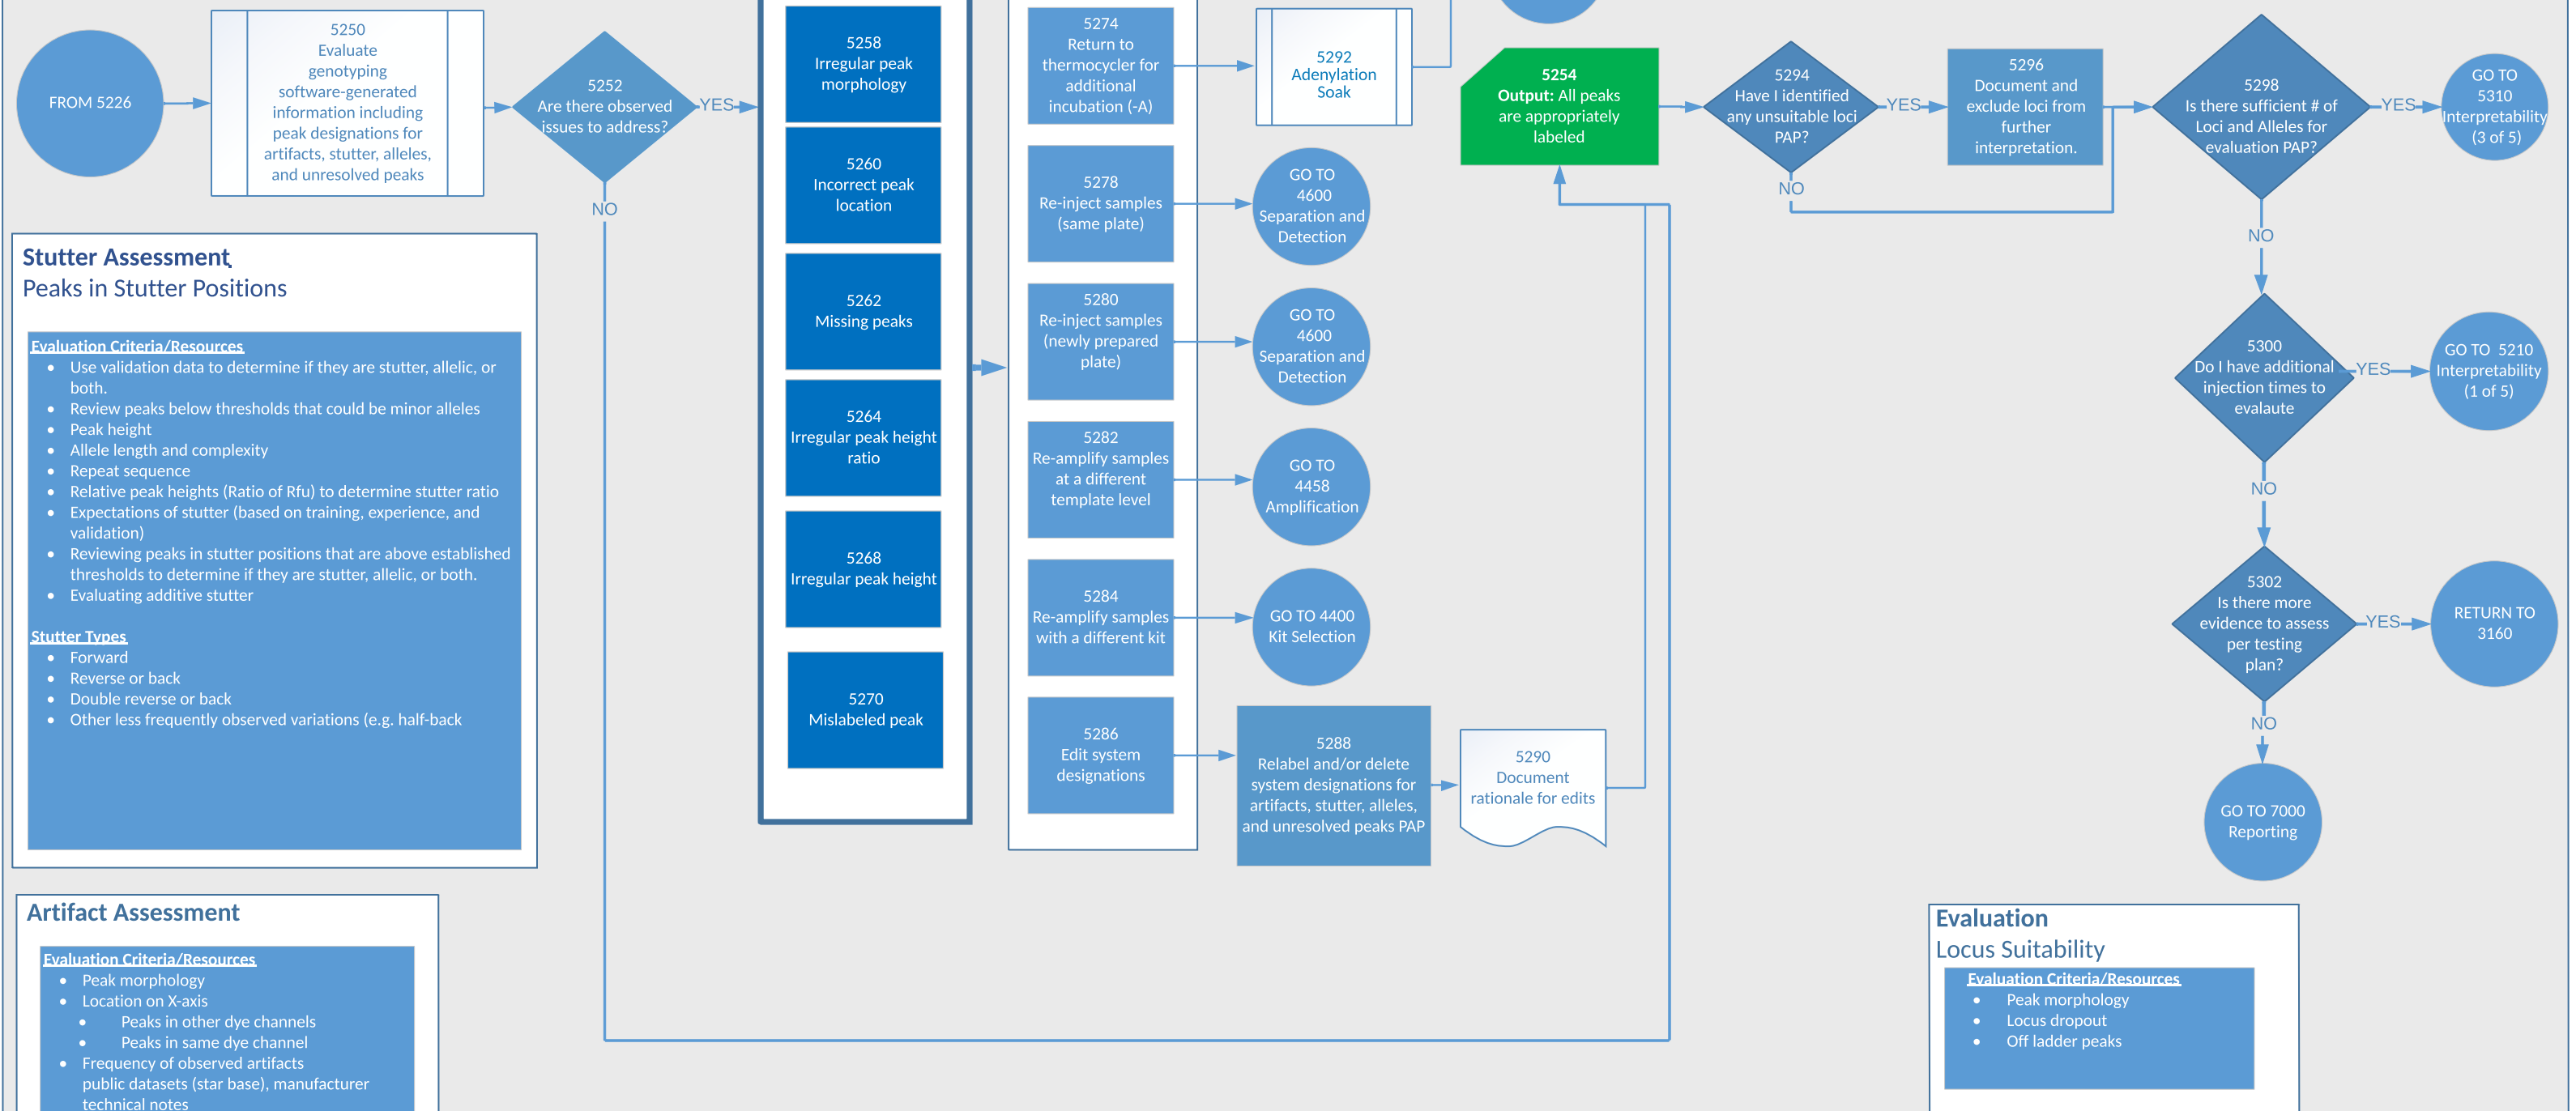 FROM 5226
5250
Evaluate
genotyping
software-generated
information including
peak designations for
artifacts, stutter, alleles,
and unresolved peaks
5252
Are there observed
issues to address?
YES
NO
5258
Irregular peak
morphology
5260
Incorrect peak
location
5262
Missing peaks
5264
Irregular peak height
ratio
5268
Irregular peak height
5270
Mislabeled peak
5274
Return to
thermocycler for
additional
incubation (-A)
5278
Re-inject samples
(same plate)
5280
Re-inject samples
(newly prepared
plate)
5282
Re-amplify samples
at a different
template level
5284
Re-amplify samples
with a different kit
5286
Edit system
designations
5292
Adenylation
Soak
GO TO
4600
Separation and
Detection
GO TO
4600
Separation and
Detection
GO TO
4458
Amplification
GO TO 4400
Kit Selection
5288
Relabel and/or delete
system designations for
artifacts, stutter, alleles,
and unresolved peaks PAP
5290
Document
rationale for edits
5254
Output: All peaks
are appropriately
labeled
5294
Have I identified
any unsuitable loci
PAP?
YES
NO
5296
Document and
exclude loci from
further
interpretation.
5298
Is there sufficient # of
Loci and Alleles for
evaluation PAP?
YES
GO TO
5310
Interpretability
(3 of 5)
NO
5300
Do I have additional
injection times to
evalaute
YES
GO TO 5210
Interpretability
(1 of 5)
NO
5302
Is there more
evidence to assess
per testing
plan?
YES
RETURN TO
3160
NO
GO TO 7000
Reporting
Stutter Assessment
Peaks in Stutter Positions
Evaluation Criteria/Resources
• Use validation data to determine if they are stutter, allelic, or
both.
• Review peaks below thresholds that could be minor alleles
• Peak height
• Allele length and complexity
• Repeat sequence
• Relative peak heights (Ratio of Rfu) to determine stutter ratio
• Expectations of stutter (based on training, experience, and
validation)
• Reviewing peaks in stutter positions that are above established
thresholds to determine if they are stutter, allelic, or both.
• Evaluating additive stutter
Stutter Types
• Forward
• Reverse or back
• Double reverse or back
• Other less frequently observed variations (e.g. half-back
Artifact Assessment
Evaluation Criteria/Resources
• Peak morphology
• Location on X-axis
• Peaks in other dye channels
• Peaks in same dye channel
• Frequency of observed artifacts
public datasets (star base), manufacturer
technical notes
Evaluation
Locus Suitability
Evaluation Criteria/Resources
• Peak morphology
• Locus dropout
• Off ladder peaks